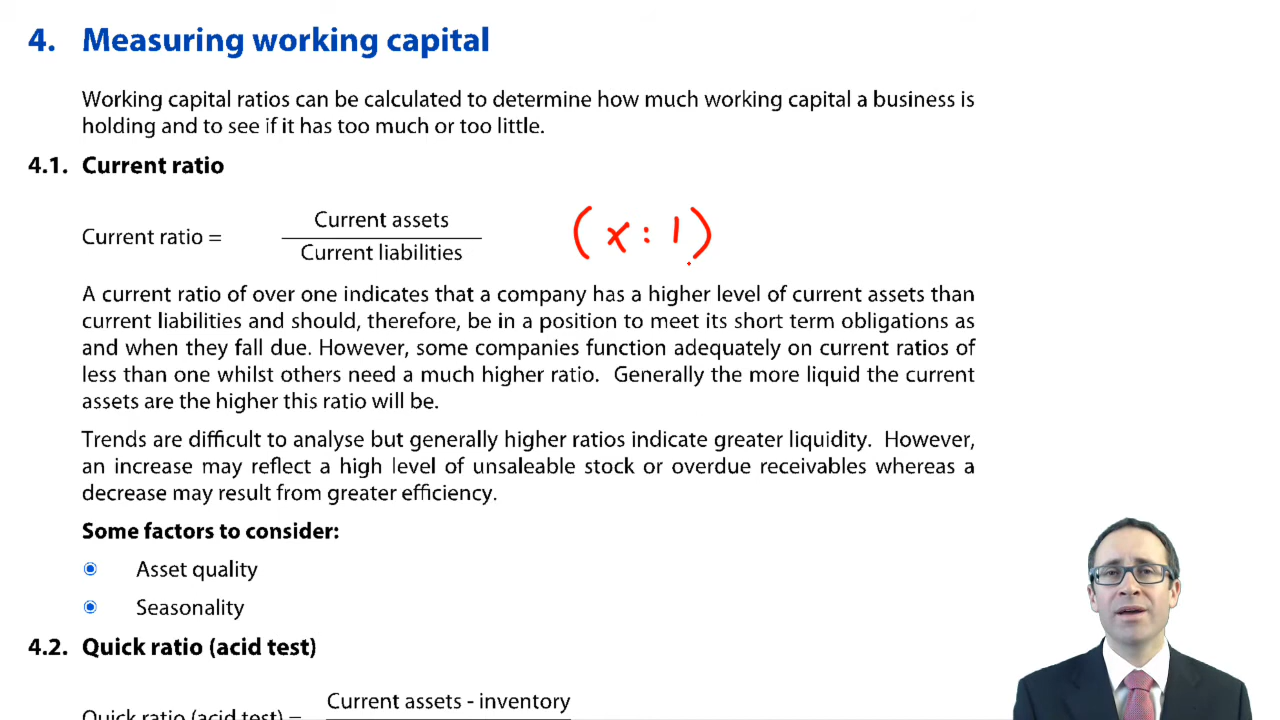 4. Measuring working capital
Working capital ratios can be calculated to determine how much working capital a business is
holding and to see if it has too much or too little.
4.1. Current ratio
Current ratio = Current assets
Current liabilities
(x : 1)
A current ratio of over one indicates that a company has a higher level of current assets than
current liabilities and should, therefore, be in a position to meet its short term obligations as
and when they fall due. However, some companies function adequately on current ratios of
less than one whilst others need a much higher ratio. Generally the more liquid the current
assets are the higher this ratio will be.
Trends are difficult to analyse but generally higher ratios indicate greater liquidity. However,
an increase may reflect a high level of unsaleable stock or overdue receivables whereas a
decrease may result from greater efficiency.
Some factors to consider:
Asset quality
Seasonality
4.2. Quick ratio (acid test)
Current assets - inventory
Quick ratio (acid test) =